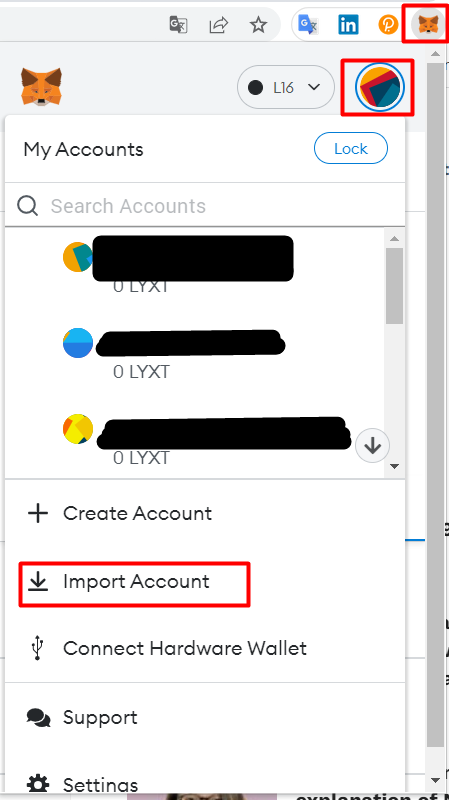 L16
My Accounts
Lock
Search Accounts
0 LYXT
0 LYXT
0 LYXT
Create Account
Import Account
Connect Hardware Wallet
Support
Settings
explanation of